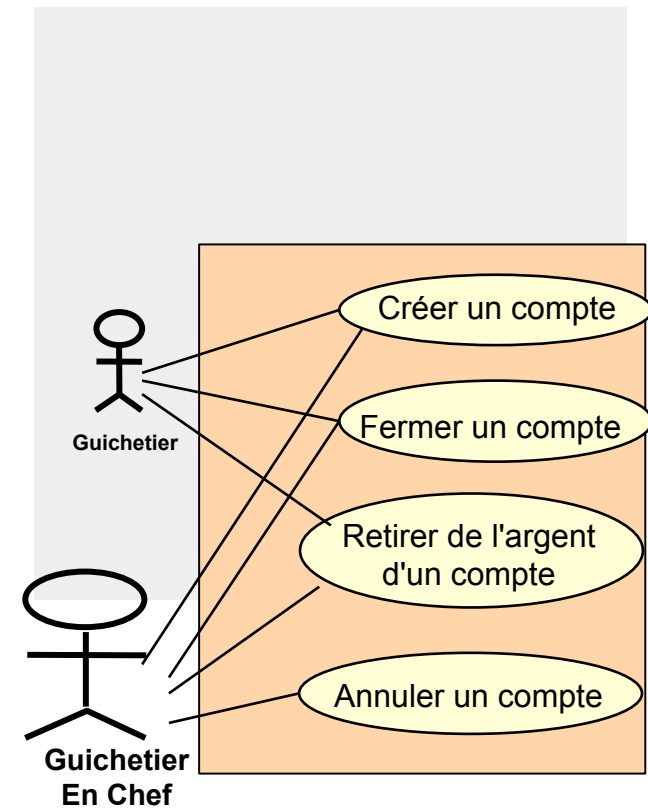 Créer un compte
Fermer un compte
Guichetier
Retirer de l'argent
d'un compte
Annuler un compte
Guichetier
En Chef